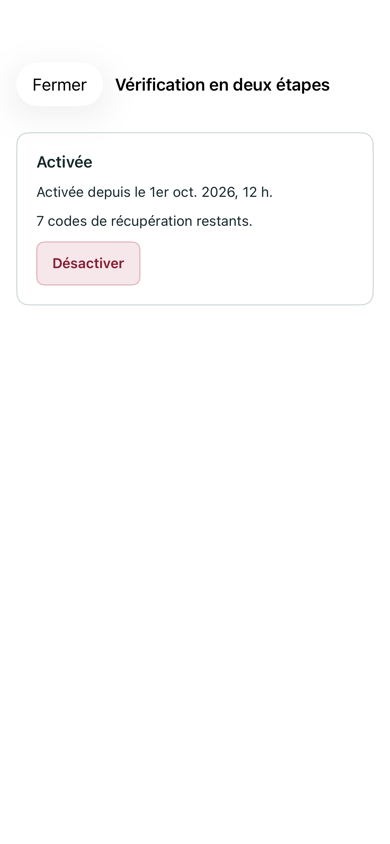 Fermer
Vérification en deux étapes
Activée
Activée depuis le 1er oct. 2026, 12 h.
7 codes de récupération restants.
Désactiver